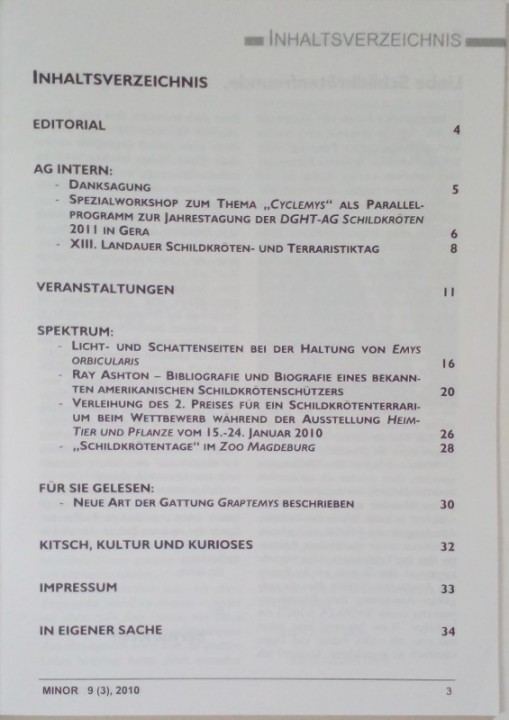 INHALTSVERZEICHNIS
INHALTSVERZEICHNIS
EDITORIAL 4
AG INTERN:
- DANKSAGUNG 5
- SPEZIALWORKSHOP ZUM THEMA „CYCLEMYS“ ALS PARALLEL-
PROGRAMM ZUR JAHRESTAGUNG DER DGHT-AG SCHILDKRÖTEN
2011 IN GERA 6
- XIII. LANDAUER SCHILDKRÖTEN- UND TERRARISTIKTAG 8
VERANSTALTUNGEN 11
SPEKTRUM:
- LICHT- UND SCHATTENSEITEN BEI DER HALTUNG VON EMYS
ORBICULARIS 16
- RAY ASHTON – BIBLIOGRAFIE UND BIOGRAFIE EINES BEKANN-
TEN AMERIKANISCHEN SCHILDKRÖTENSCHÜTZERS 20
- VERLEIHUNG DES 2. PREISES FÜR EIN SCHILDKRÖTENTERRARI-
UM BEIM WETTBEWERB WÄHREND DER AUSSTELLUNG HEIM-
TIER UND PFLANZE VOM 15.-24. JANUAR 2010 26
- „SCHILDKRÖTENTAGE“ IM ZOO MAGDEBURG 28
FÜR SIE GELESEN:
- NEUE ART DER GATTUNG GRAPTEMYS BESCHRIEBEN 30
KITSCH, KULTUR UND KURIOSES 32
IMPRESSUM 33
IN EIGENER SACHE 34
MINOR 9 (3), 2010 3